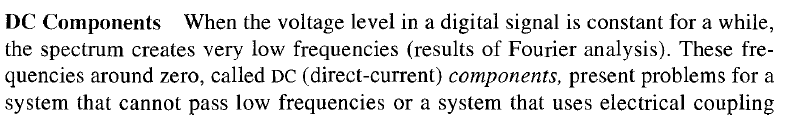 DC Components When the voltage level in a digital signal is constant for a while,
the spectrum creates very low frequencies (results of Fourier analysis). These fre-
quencies around zero, called DC (direct-current) components, present problems for a
system that cannot pass low frequencies or a system that uses electrical coupling